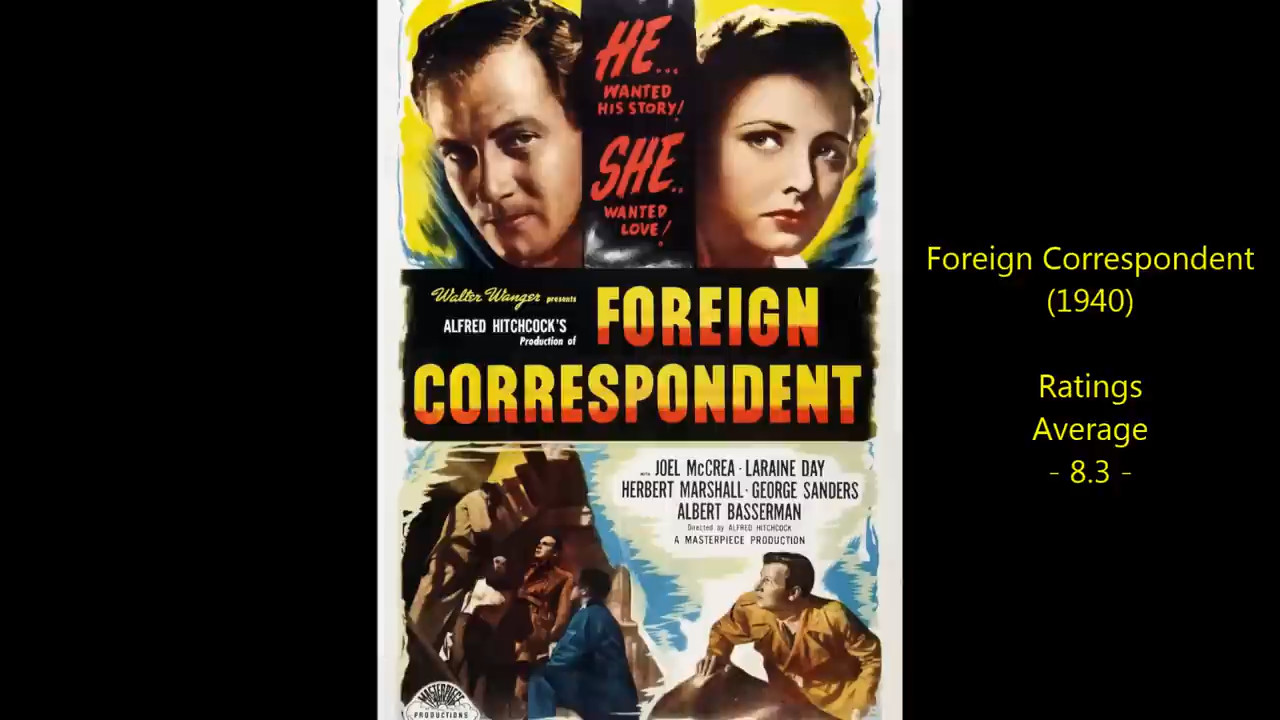 HE...
WANTED
HIS STORY!
SHE..
WANTED
LOVE!
Walter Wanger presents
ALFRED HITCHCOCK'S
Production of
FOREIGN
CORRESPONDENT
WITH JOEL McCREA · LARAINE DAY
HERBERT MARSHALL · GEORGE SANDERS
ALBERT BASSERMAN
Directed by ALFRED HITCHCOCK
A MASTERPIECE PRODUCTION
MASTERPIECE
PRODUCTIONS
Foreign Correspondent
(1940)
Ratings
Average
- 8.3 -